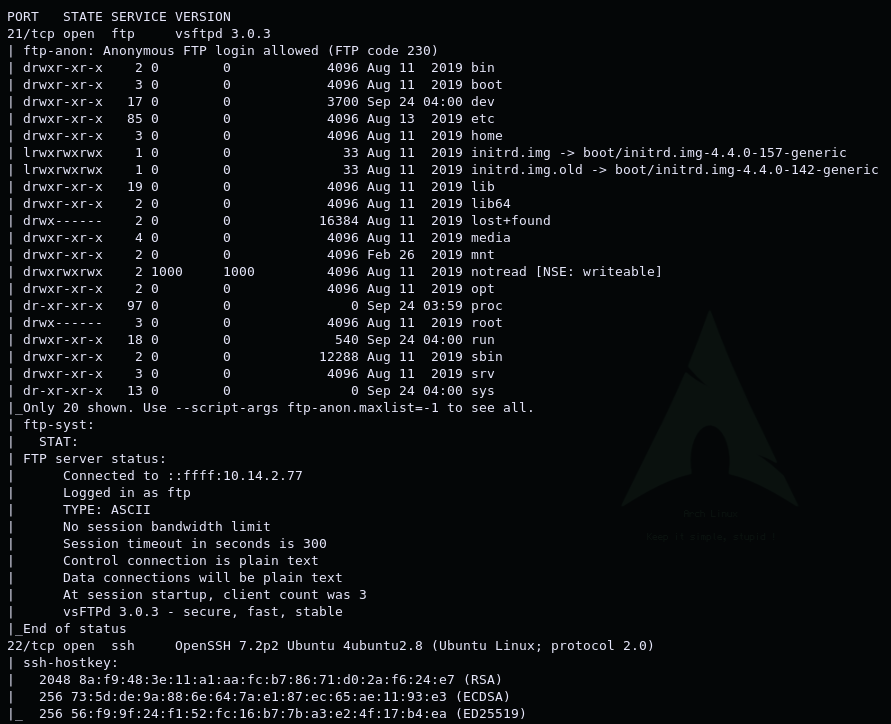 PORT   STATE SERVICE VERSION
21/tcp open  ftp     vsftpd 3.0.3
| ftp-anon: Anonymous FTP login allowed (FTP code 230)
| drwxr-xr-x    2 0        0            4096 Aug 11  2019 bin
| drwxr-xr-x    3 0        0            4096 Aug 11  2019 boot
| drwxr-xr-x   17 0        0            3700 Sep 24 04:00 dev
| drwxr-xr-x   85 0        0            4096 Aug 13  2019 etc
| drwxr-xr-x    3 0        0            4096 Aug 11  2019 home
| lrwxrwxrwx    1 0        0              33 Aug 11  2019 initrd.img -> boot/initrd.img-4.4.0-157-generic
| lrwxrwxrwx    1 0        0              33 Aug 11  2019 initrd.img.old -> boot/initrd.img-4.4.0-142-generic
| drwxr-xr-x   19 0        0            4096 Aug 11  2019 lib
| drwxr-xr-x    2 0        0            4096 Aug 11  2019 lib64
| drwx------    2 0        0           16384 Aug 11  2019 lost+found
| drwxr-xr-x    4 0        0            4096 Aug 11  2019 media
| drwxr-xr-x    2 0        0            4096 Feb 26  2019 mnt
| drwxrwxrwx    2 1000     1000         4096 Aug 11  2019 notread [NSE: writeable]
| drwxr-xr-x    2 0        0            4096 Aug 11  2019 opt
| dr-xr-xr-x   97 0        0               0 Sep 24 03:59 proc
| drwx------    3 0        0            4096 Aug 11  2019 root
| drwxr-xr-x   18 0        0             540 Sep 24 04:00 run
| drwxr-xr-x    2 0        0           12288 Aug 11  2019 sbin
| drwxr-xr-x    3 0        0            4096 Aug 11  2019 srv
| dr-xr-xr-x   13 0        0               0 Sep 24 04:00 sys
|_Only 20 shown. Use --script-args ftp-anon.maxlist=-1 to see all.
| ftp-syst:
|   STAT:
| FTP server status:
|      Connected to ::ffff:10.14.2.77
|      Logged in as ftp
|      TYPE: ASCII
|      No session bandwidth limit
|      Session timeout in seconds is 300
|      Control connection is plain text
|      Data connections will be plain text
|      At session startup, client count was 3
|      vsFTPd 3.0.3 - secure, fast, stable
|_End of status
22/tcp open  ssh     OpenSSH 7.2p2 Ubuntu 4ubuntu2.8 (Ubuntu Linux; protocol 2.0)
| ssh-hostkey:
|   2048 8a:f9:48:3e:11:a1:aa:fc:b7:86:71:d0:2a:f6:24:e7 (RSA)
|   256 73:5d:de:9a:88:6e:64:7a:e1:87:ec:65:ae:11:93:e3 (ECDSA)
|_  256 56:f9:9f:24:f1:52:fc:16:b7:7b:a3:e2:4f:17:b4:ea (ED25519)
Arch Linux
Keep it simple, stupid